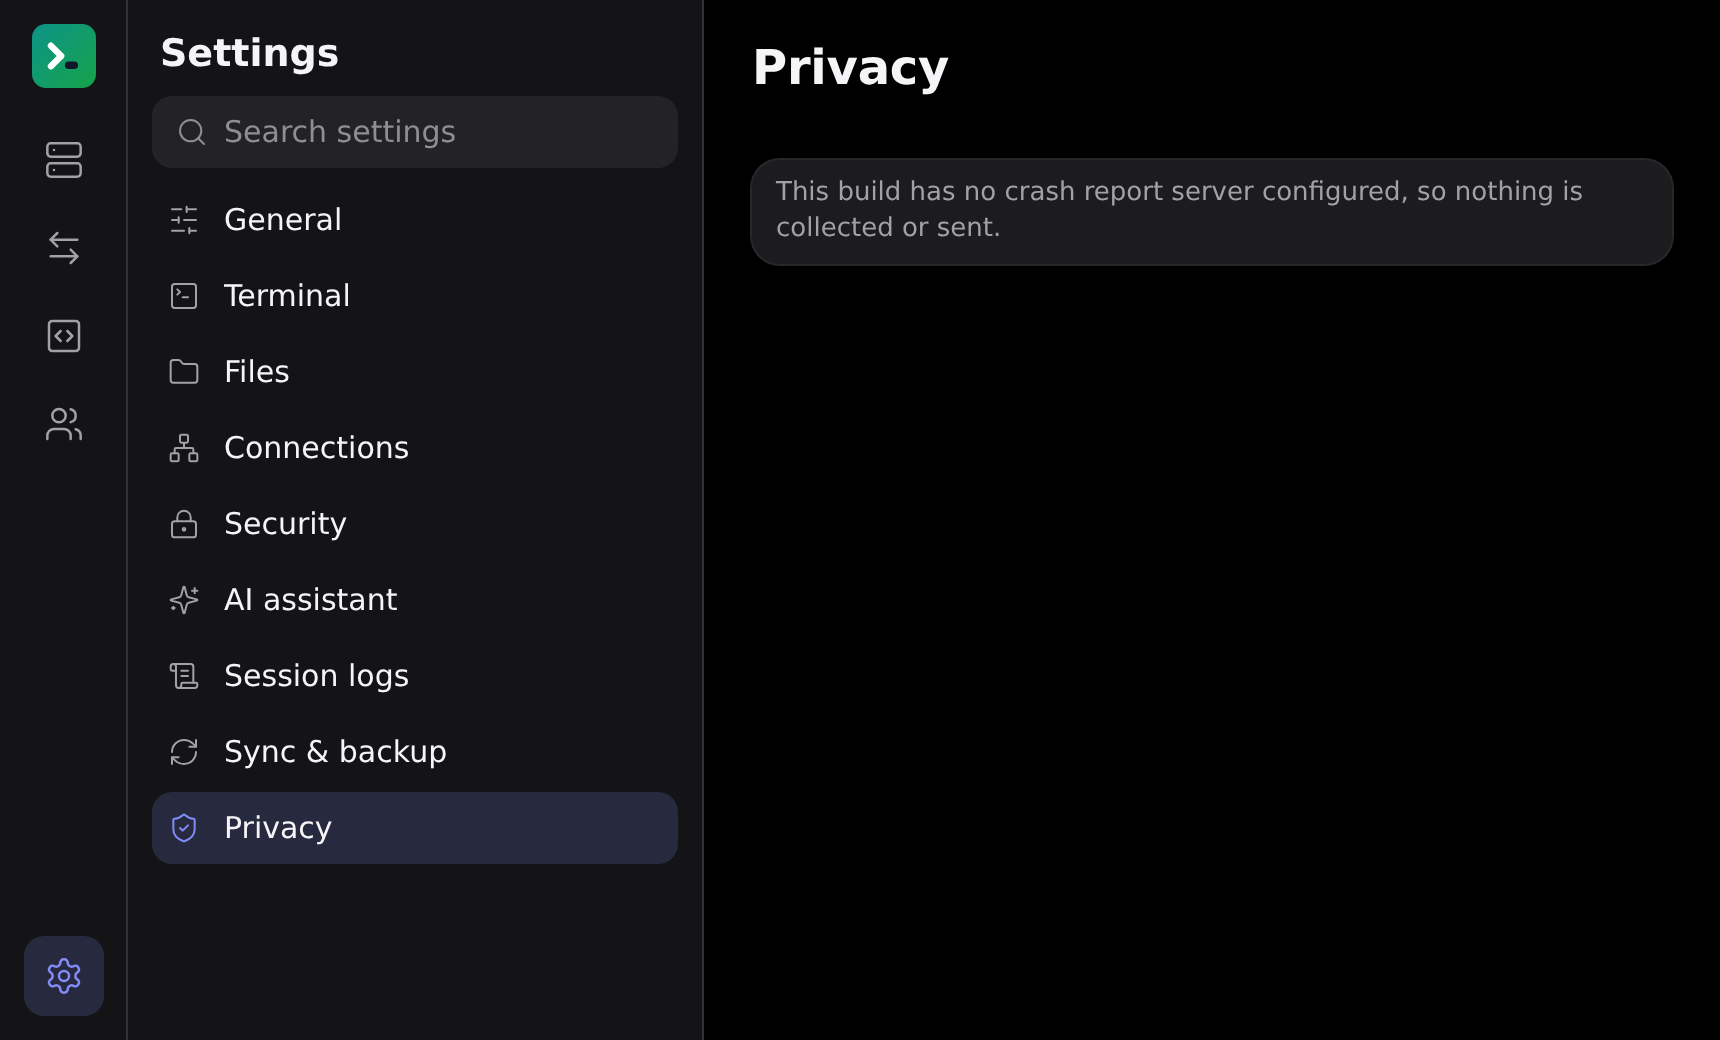 Settings
Search settings
General
Terminal
Files
Connections
Security
AI assistant
Session logs
Sync & backup
Privacy
Privacy
This build has no crash report server configured, so nothing is
collected or sent.